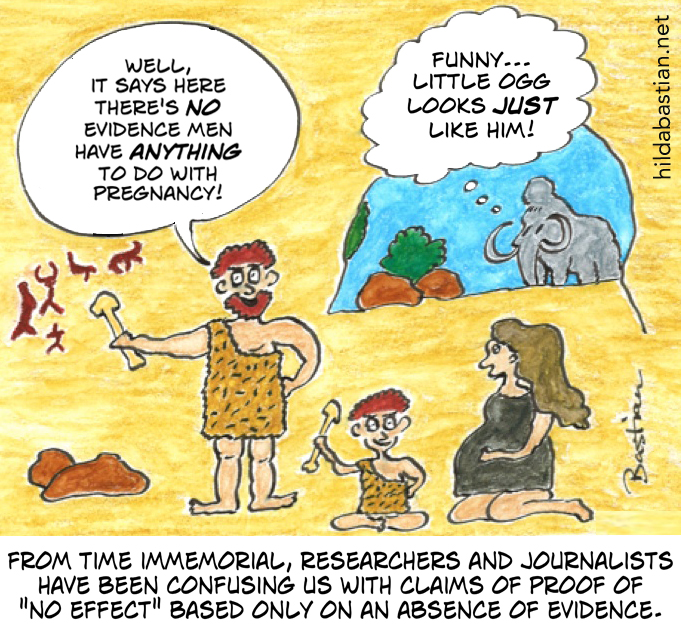 WELL,
IT SAYS HERE
THERE'S NO
EVIDENCE MEN
HAVE ANYTHING
TO DO WITH
PREGNANCY!
FUNNY...
LITTLE OGG
LOOKS JUST
LIKE HIM!
hildabastian.net
Bastian
FROM TIME IMMEMORIAL, RESEARCHERS AND JOURNALISTS
HAVE BEEN CONFUSING US WITH CLAIMS OF PROOF OF
"NO EFFECT" BASED ONLY ON AN ABSENCE OF EVIDENCE.